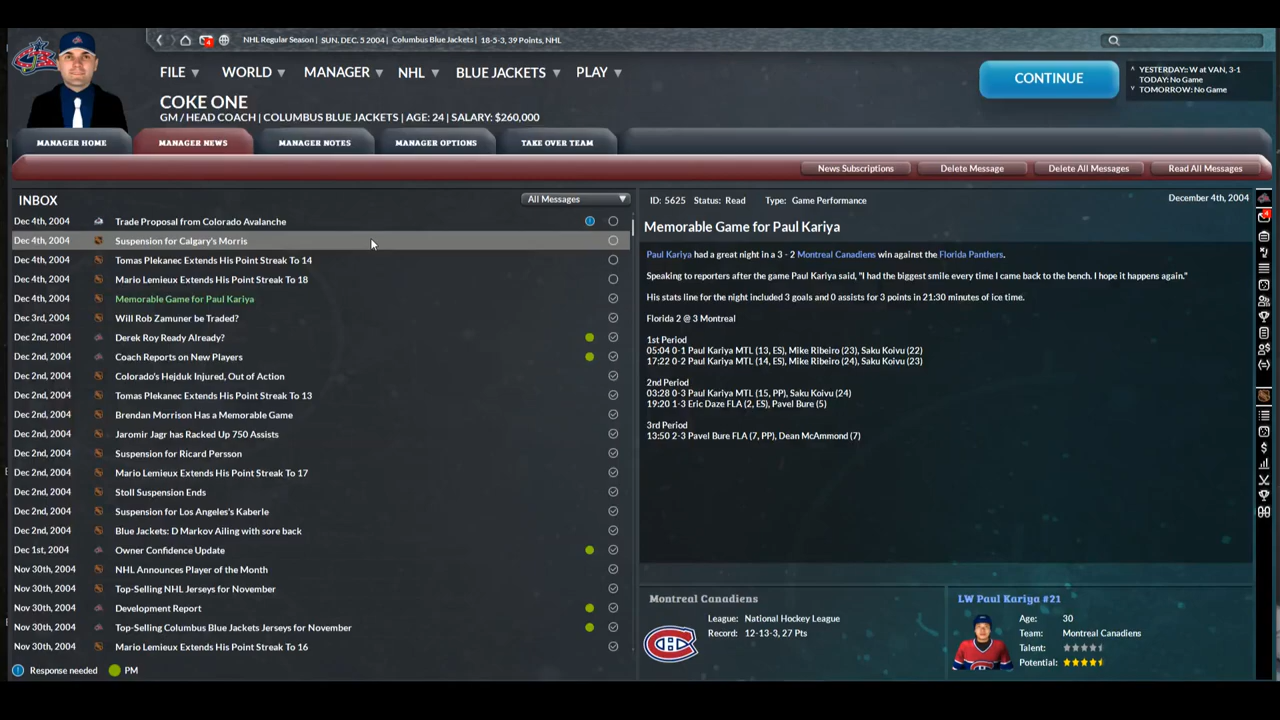 NHL Regular Season | SUN. DEC. 5 2004 | Columbus Blue Jackets | 18-5-3, 39 Points, NHL
FILE WORLD MANAGER NHL BLUE JACKETS PLAY
CONTINUE
YESTERDAY:: W at VAN, 3-1
TODAY: No Game
TOMORROW: No Game
COKE ONE
GM / HEAD COACH | COLUMBUS BLUE JACKETS | AGE: 24 | SALARY: $260,000
MANAGER HOME MANAGER NEWS MANAGER NOTES MANAGER OPTIONS TAKE OVER TEAM
News Subscriptions Delete Message Delete All Messages Read All Messages
INBOX All Messages
Dec 4th, 2004 Trade Proposal from Colorado Avalanche
Dec 4th, 2004 Suspension for Calgary's Morris
Dec 4th, 2004 Tomas Plekanec Extends His Point Streak To 14
Dec 4th, 2004 Mario Lemieux Extends His Point Streak To 18
Dec 4th, 2004 Memorable Game for Paul Kariya
Dec 3rd, 2004 Will Rob Zamuner be Traded?
Dec 2nd, 2004 Derek Roy Ready Already?
Dec 2nd, 2004 Coach Reports on New Players
Dec 2nd, 2004 Colorado's Hejduk Injured, Out of Action
Dec 2nd, 2004 Tomas Plekanec Extends His Point Streak To 13
Dec 2nd, 2004 Brendan Morrison Has a Memorable Game
Dec 2nd, 2004 Jaromir Jagr has Racked Up 750 Assists
Dec 2nd, 2004 Suspension for Ricard Persson
Dec 2nd, 2004 Mario Lemieux Extends His Point Streak To 17
Dec 2nd, 2004 Stoll Suspension Ends
Dec 2nd, 2004 Suspension for Los Angeles's Kaberle
Dec 2nd, 2004 Blue Jackets: D Markov Ailing with sore back
Dec 1st, 2004 Owner Confidence Update
Nov 30th, 2004 NHL Announces Player of the Month
Nov 30th, 2004 Top-Selling NHL Jerseys for November
Nov 30th, 2004 Development Report
Nov 30th, 2004 Top-Selling Columbus Blue Jackets Jerseys for November
Nov 30th, 2004 Mario Lemieux Extends His Point Streak To 16
Response needed PM
ID: 5625 Status: Read Type: Game Performance December 4th, 2004
Memorable Game for Paul Kariya
Paul Kariya had a great night in a 3 - 2 Montreal Canadiens win against the Florida Panthers.
Speaking to reporters after the game Paul Kariya said, "I had the biggest smile every time I came back to the bench. I hope it happens again."
His stats line for the night included 3 goals and 0 assists for 3 points in 21:30 minutes of ice time.
Florida 2 @ 3 Montreal
1st Period
05:04 0-1 Paul Kariya MTL (13, ES), Mike Ribeiro (23), Saku Koivu (22)
17:22 0-2 Paul Kariya MTL (14, ES), Mike Ribeiro (24), Saku Koivu (23)
2nd Period
03:28 0-3 Paul Kariya MTL (15, PP), Saku Koivu (24)
19:20 1-3 Eric Daze FLA (2, ES), Pavel Bure (5)
3rd Period
13:50 2-3 Pavel Bure FLA (7, PP), Dean McAmmond (7)
Montreal Canadiens
League: National Hockey League
Record: 12-13-3, 27 Pts
LW Paul Kariya #21
Age: 30
Team: Montreal Canadiens
Talent:
Potential: